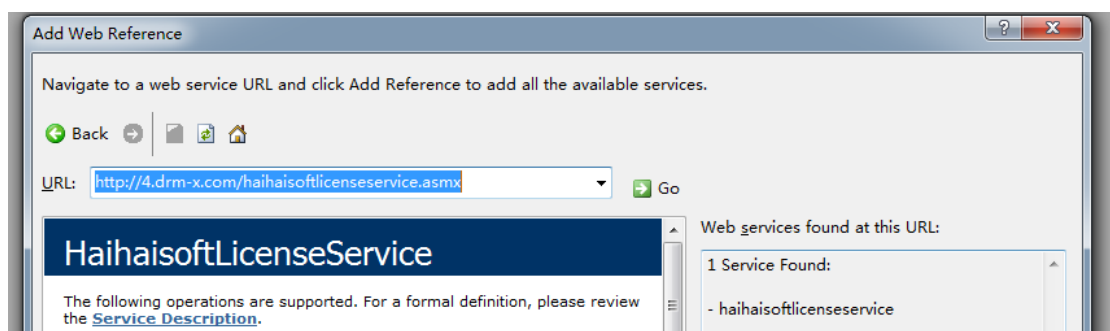 Add Web Reference
Navigate to a web service URL and click Add Reference to add all the available services.
Back
URL: http://4.drm-x.com/haihaisoftlicenseservice.asmx Go
Web services found at this URL:
HaihaisoftLicenseService
1 Service Found:
The following operations are supported. For a formal definition, please review
the Service Description.
- haihaisoftlicenseservice